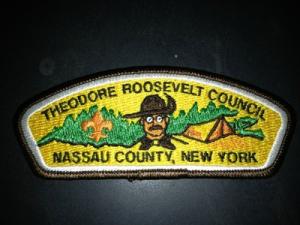 THEODORE ROOSEVELT COUNCIL
NASSAU COUNTY, NEW YORK